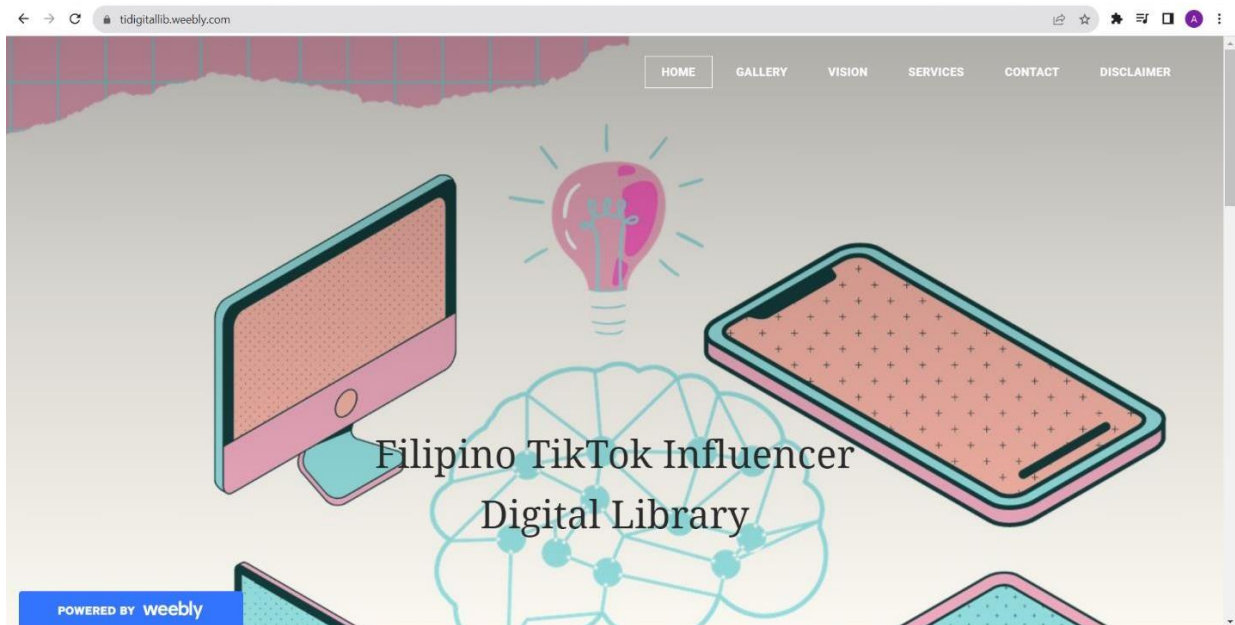 tidigitallib.weebly.com
A
HOME GALLERY VISION SERVICES CONTACT DISCLAIMER
Filipino TikTok Influencer
Digital Library
POWERED BY weebly